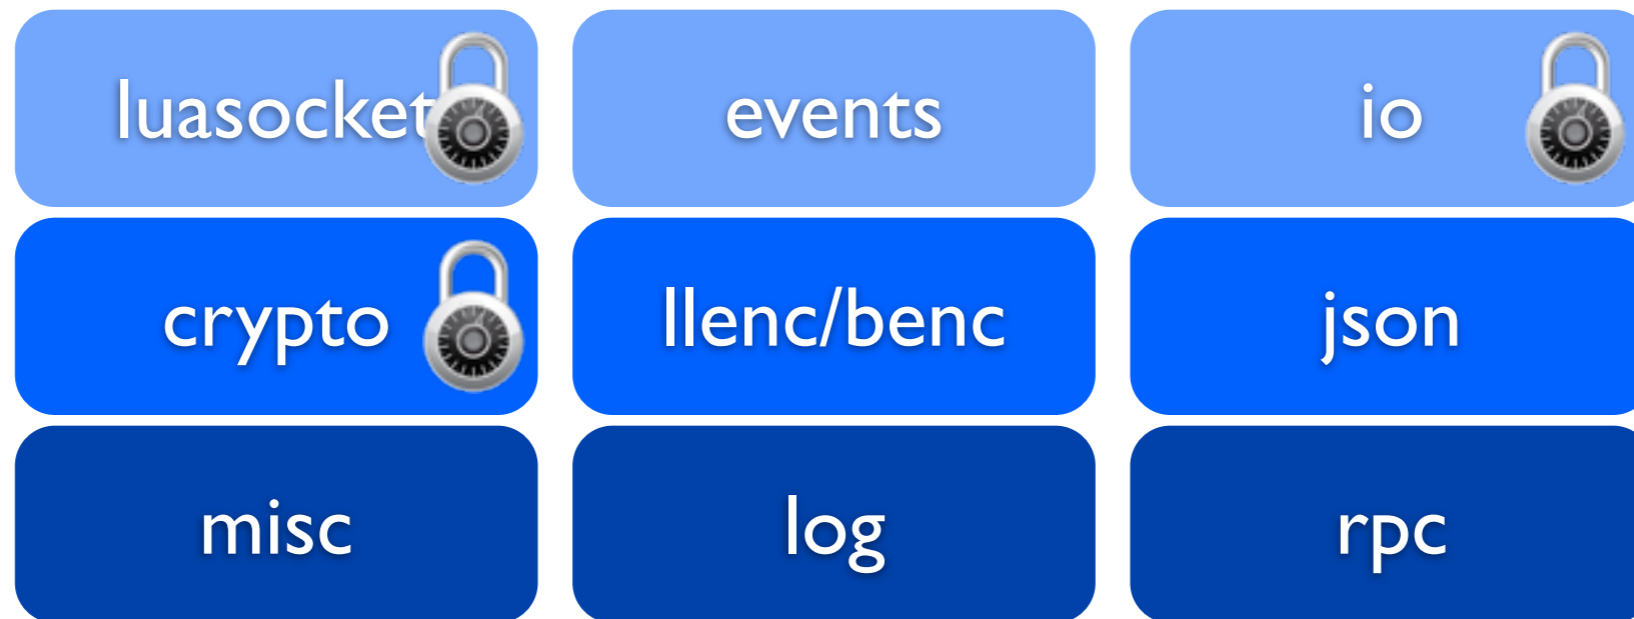 luasocket events io
crypto llenc/benc json
misc log rpc